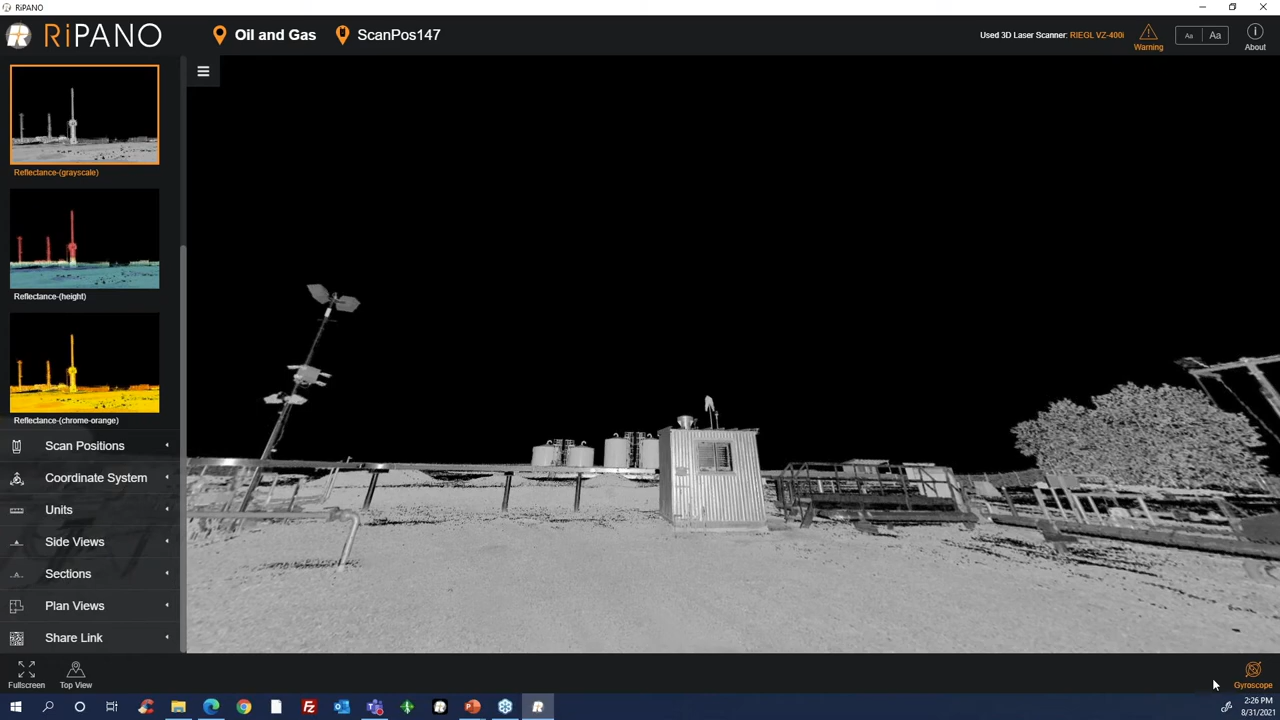 RiPANO
RiPANO
Oil and Gas
ScanPos147
Used 3D Laser Scanner: RIEGL VZ-400i
Warning
Aa
Aa
About
Reflectance-(grayscale)
Reflectance-(height)
Reflectance-(chrome-orange)
Scan Positions
Coordinate System
Units
Side Views
Sections
Plan Views
Share Link
Fullscreen
Top View
Gyroscope
2:26 PM
8/31/2021